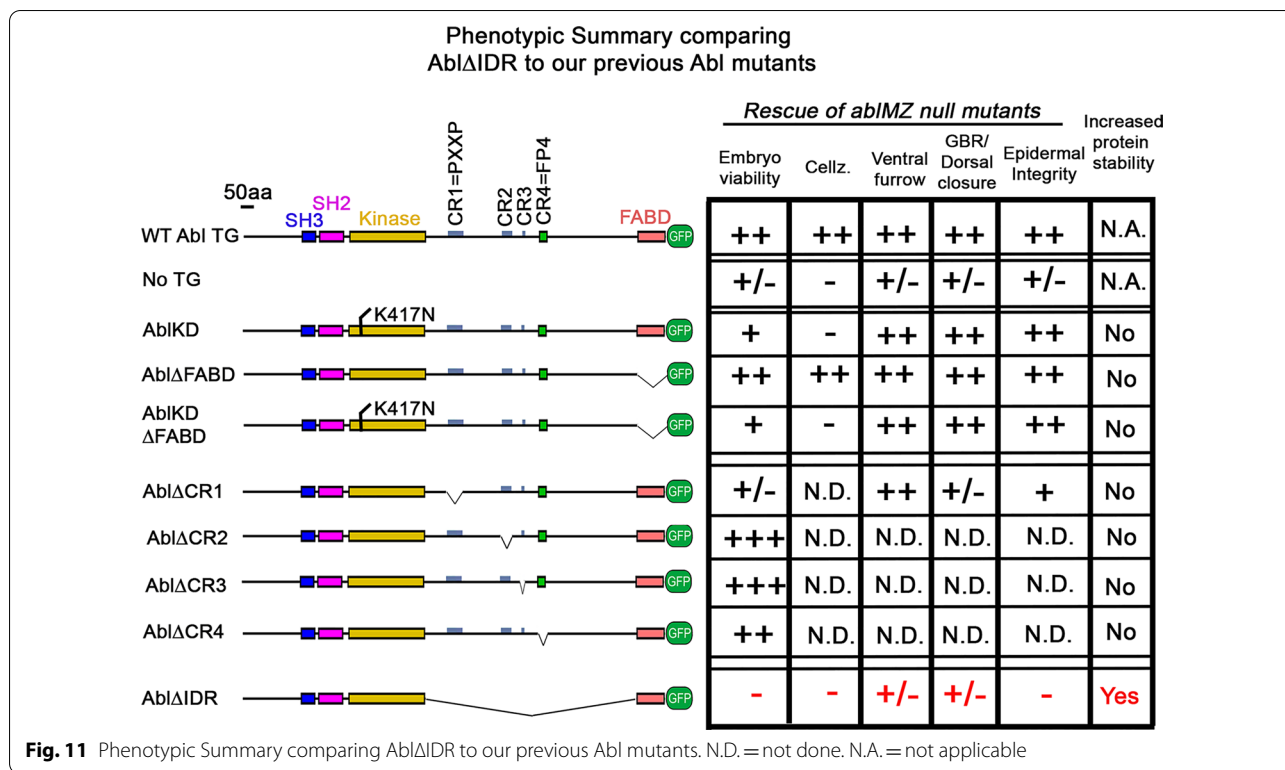 Phenotypic Summary comparing
AblΔIDR to our previous Abl mutants
Rescue of ablMZ null mutants
Increased
protein
stability
Embryo
viability
Cellz.
Ventral
furrow
GBR/
Dorsal
closure
Epidermal
Integrity
50aa
SH3
SH2
Kinase
CR1=PXXP
CR2
CR3
CR4=FP4
FABD
WT Abl TG GFP ++ ++ ++ ++ ++ N.A.
No TG +/- - +/- +/- +/- N.A.
K417N
AblKD GFP + - ++ ++ ++ No
AblΔFABD GFP ++ ++ ++ ++ ++ No
K417N
AblKD
ΔFABD GFP + - ++ ++ ++ No
AblΔCR1 GFP +/- N.D. ++ +/- + No
AblΔCR2 GFP +++ N.D. N.D. N.D. N.D. No
AblΔCR3 GFP +++ N.D. N.D. N.D. N.D. No
AblΔCR4 GFP ++ N.D. N.D. N.D. N.D. No
AblΔIDR GFP - - +/- +/- - Yes
Fig. 11 Phenotypic Summary comparing AblΔIDR to our previous Abl mutants. N.D. = not done. N.A. = not applicable